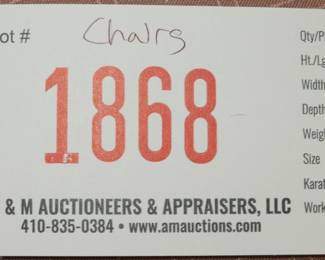 ot # Chairs
1868
& M AUCTIONEERS & APPRAISERS, LLC
410-835-0384 • www.amauctions.com
Qty/P
Ht./Lg
Width
Depth
Weig
Size
Karat
Work